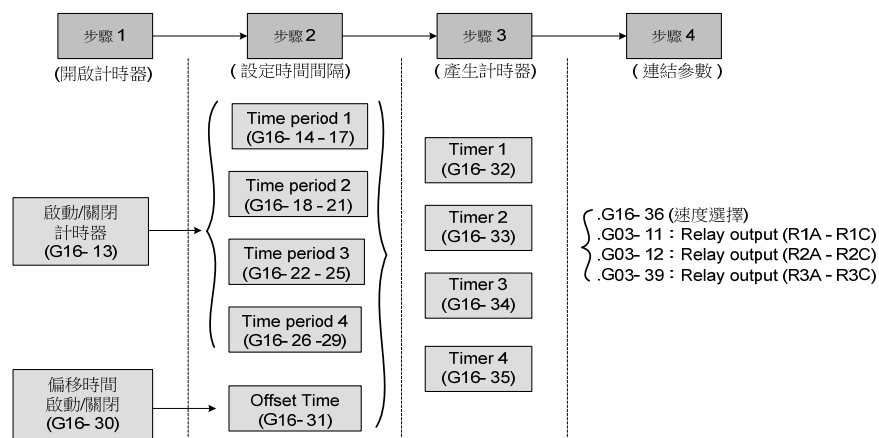 步驟 1
步驟 2
步驟 3
步驟 4
(開啟計時器)
( 設定時間間隔)
( 產生計時器)
( 連結參數 )
啟動/關閉
計時器
(G16- 13)
偏移時間
啟動/關閉
(G16- 30)
Time period 1
(G16- 14 - 17)
Time period 2
(G16- 18 - 21)
Time period 3
(G16- 22 - 25)
Time period 4
(G16- 26 -29)
Offset Time
(G16- 31)
Timer 1
(G16- 32)
Timer 2
(G16- 33)
Timer 3
(G16- 34)
Timer 4
(G16- 35)
.G16- 36 (速度選擇)
.G03- 11：Relay output (R1A - R1C)
.G03- 12：Relay output (R2A - R2C)
.G03- 39：Relay output (R3A - R3C)